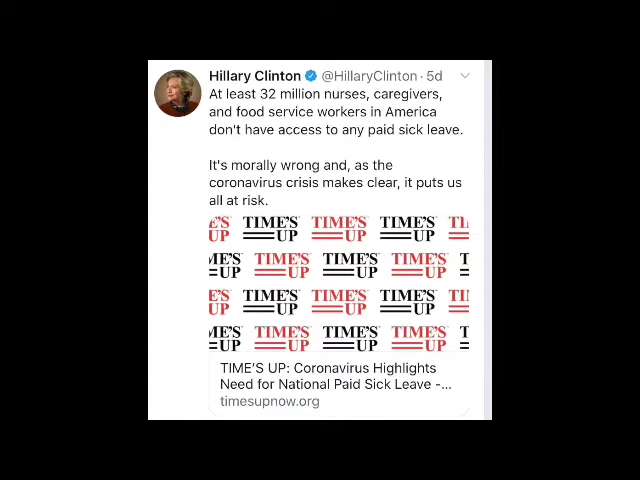 Hillary Clinton @HillaryClinton · 5d
At least 32 million nurses, caregivers,
and food service workers in America
don't have access to any paid sick leave.
It's morally wrong and, as the
coronavirus crisis makes clear, it puts us
all at risk.
E'S TIME'S TIME'S TIME'S TI
UP UP UP UP
ME'S TIME'S TIME'S TIME'S T
UP UP UP UP
E'S TIME'S TIME'S TIME'S TI
UP UP UP UP
ME'S TIME'S TIME'S TIME'S T
UP UP UP UP
TIME'S UP: Coronavirus Highlights
Need for National Paid Sick Leave -...
timesupnow.org